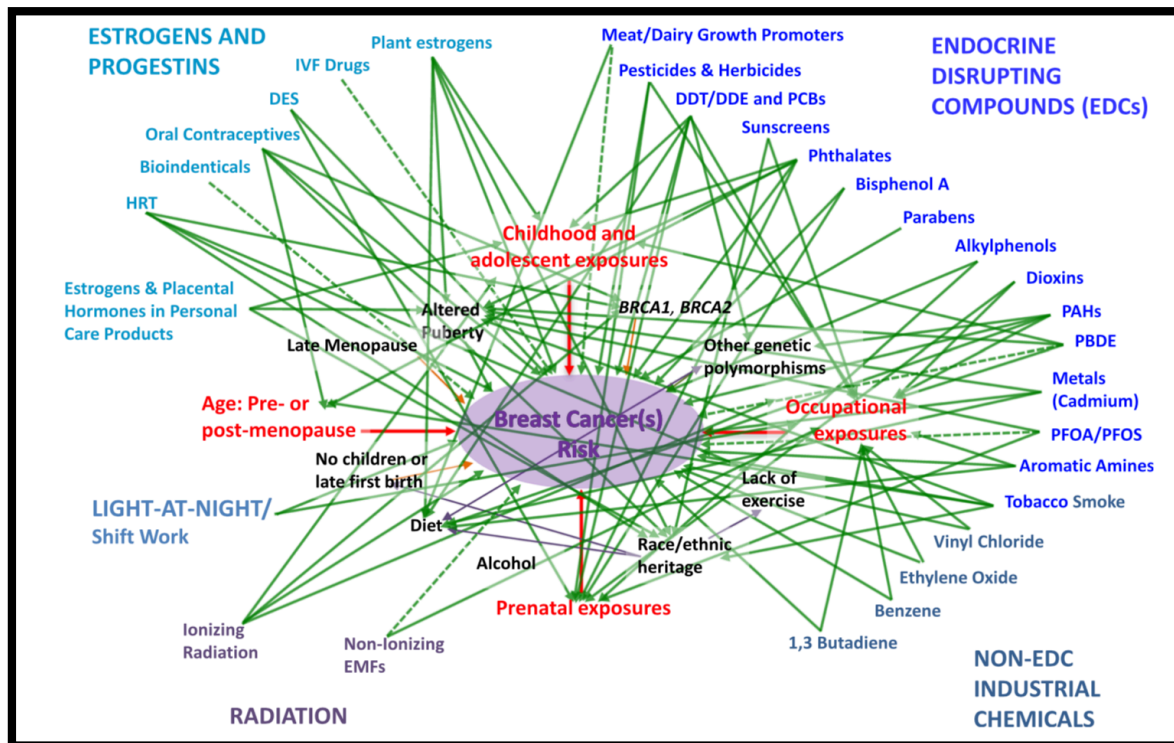 ESTROGENS AND
PROGESTINS
Plant estrogens
IVF Drugs
DES
Oral Contraceptives
Bioindenticals
HRT
Estrogens & Placental
Hormones in Personal
Care Products
Meat/Dairy Growth Promoters
Pesticides & Herbicides
DDT/DDE and PCBs
Sunscreens
Phthalates
Bisphenol A
Parabens
Alkylphenols
Dioxins
PAHs
PBDE
Metals
(Cadmium)
PFOA/PFOS
Aromatic Amines
Tobacco Smoke
ENDOCRINE
DISRUPTING
COMPOUNDS (EDCs)
Childhood and
adolescent exposures
Altered
Puberty
BRCA1, BRCA2
Late Menopause
Other genetic
polymorphisms
Age: Pre- or
post-menopause
Breast Cancer(s)
Risk
Occupational
exposures
No children or
late first birth
Lack of
exercise
LIGHT-AT-NIGHT/
Shift Work
Diet
Alcohol
Race/ethnic
heritage
Prenatal exposures
Vinyl Chloride
Ethylene Oxide
Benzene
1,3 Butadiene
Ionizing
Radiation
Non-Ionizing
EMFs
RADIATION
NON-EDC
INDUSTRIAL
CHEMICALS